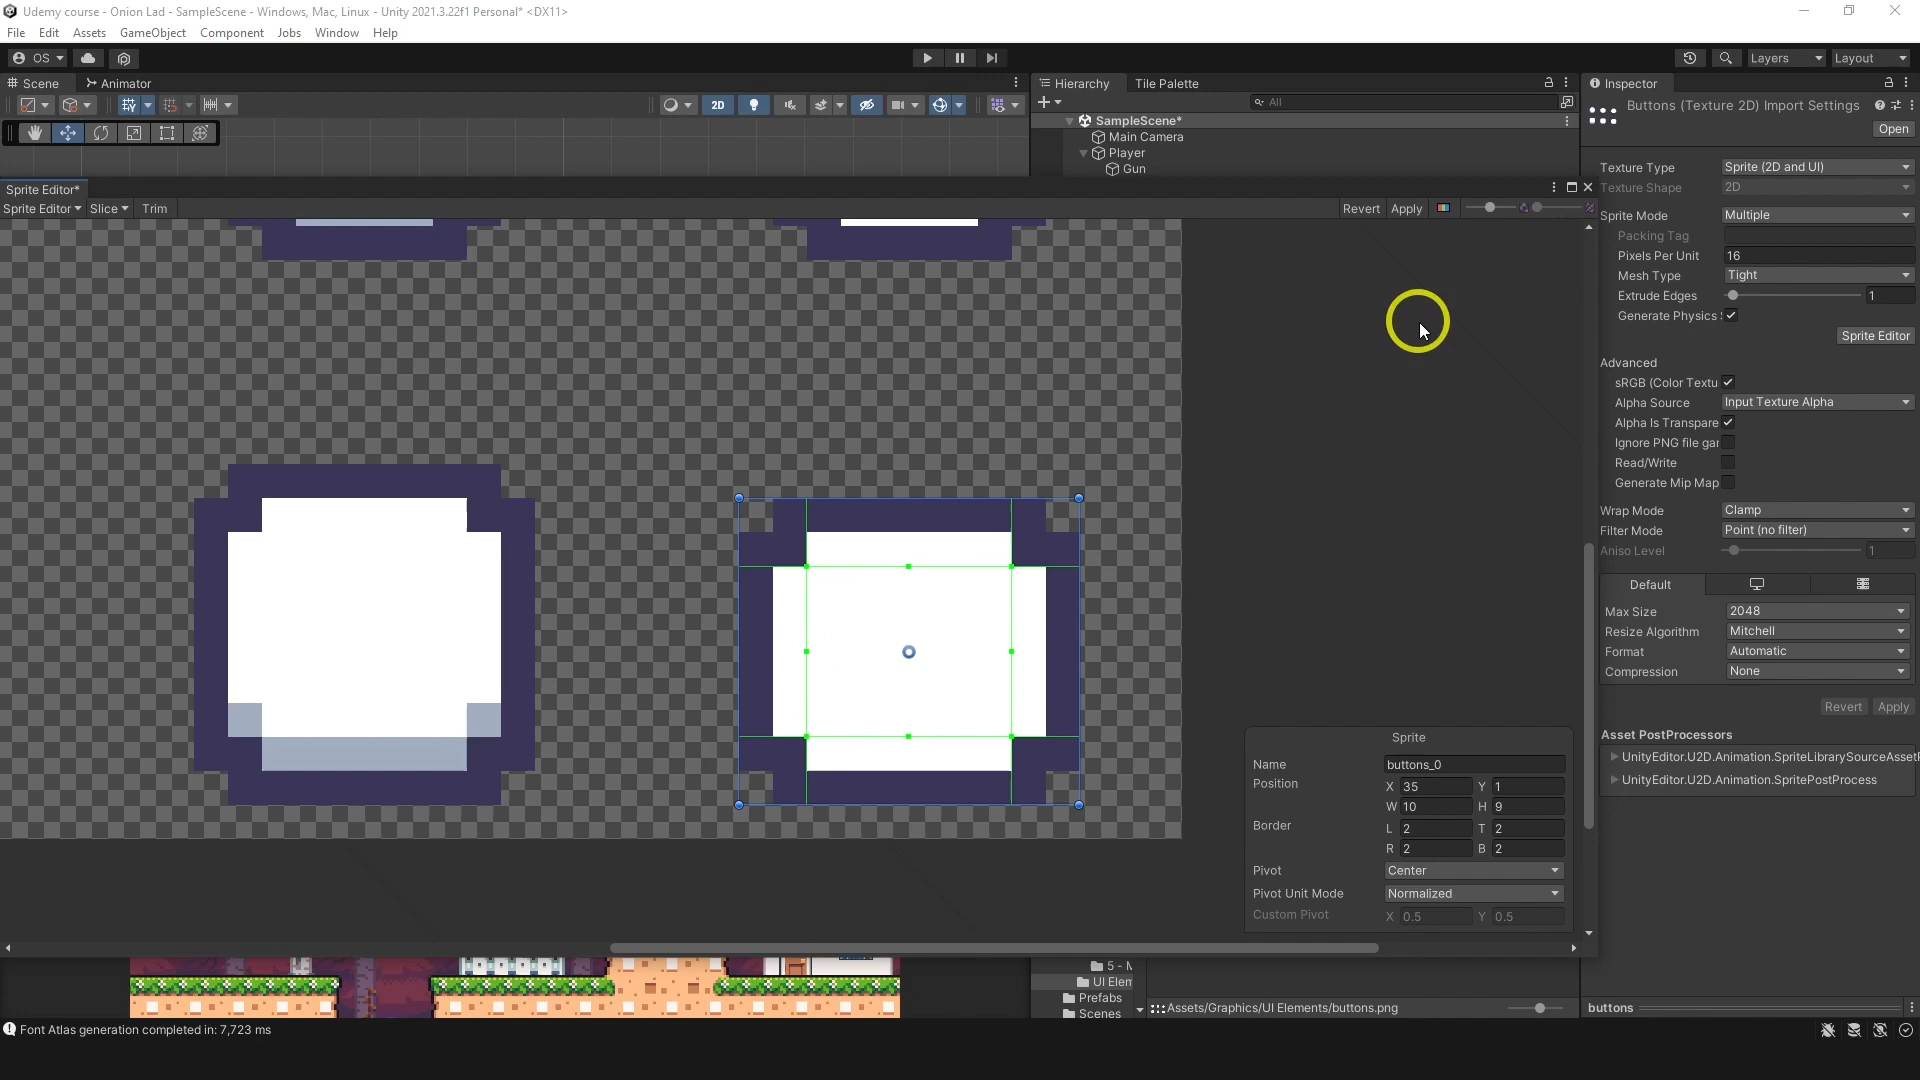 Udemy course - Onion Lad - SampleScene - Windows, Mac, Linux - Unity 2021.3.22f1 Personal* <DX11>
File Edit Assets GameObject Component Jobs Window Help
OS Layers Layout
Scene Animator Hierarchy Tile Palette Inspector
2D All
Buttons (Texture 2D) Import Settings
Open
SampleScene*
Main Camera
Player
Gun
Sprite Editor*
Sprite Editor Slice Trim Revert Apply
Texture Type Sprite (2D and UI)
Texture Shape 2D
Sprite Mode Multiple
Packing Tag
Pixels Per Unit 16
Mesh Type Tight
Extrude Edges 1
Generate Physics
Sprite Editor
Advanced
sRGB (Color Textu
Alpha Source Input Texture Alpha
Alpha Is Transpare
Ignore PNG file gar
Read/Write
Generate Mip Map
Wrap Mode Clamp
Filter Mode Point (no filter)
Aniso Level 1
Default
Max Size 2048
Resize Algorithm Mitchell
Format Automatic
Compression None
Revert Apply
Asset PostProcessors
UnityEditor.U2D.Animation.SpriteLibrarySourceAsset
UnityEditor.U2D.Animation.SpritePostProcess
Sprite
Name buttons_0
Position X 35 Y 1
W 10 H 9
Border L 2 T 2
R 2 B 2
Pivot Center
Pivot Unit Mode Normalized
Custom Pivot X 0.5 Y 0.5
5 - M
UI Elem
Prefabs
Scenes
Assets/Graphics/UI Elements/buttons.png
buttons
Font Atlas generation completed in: 7,723 ms